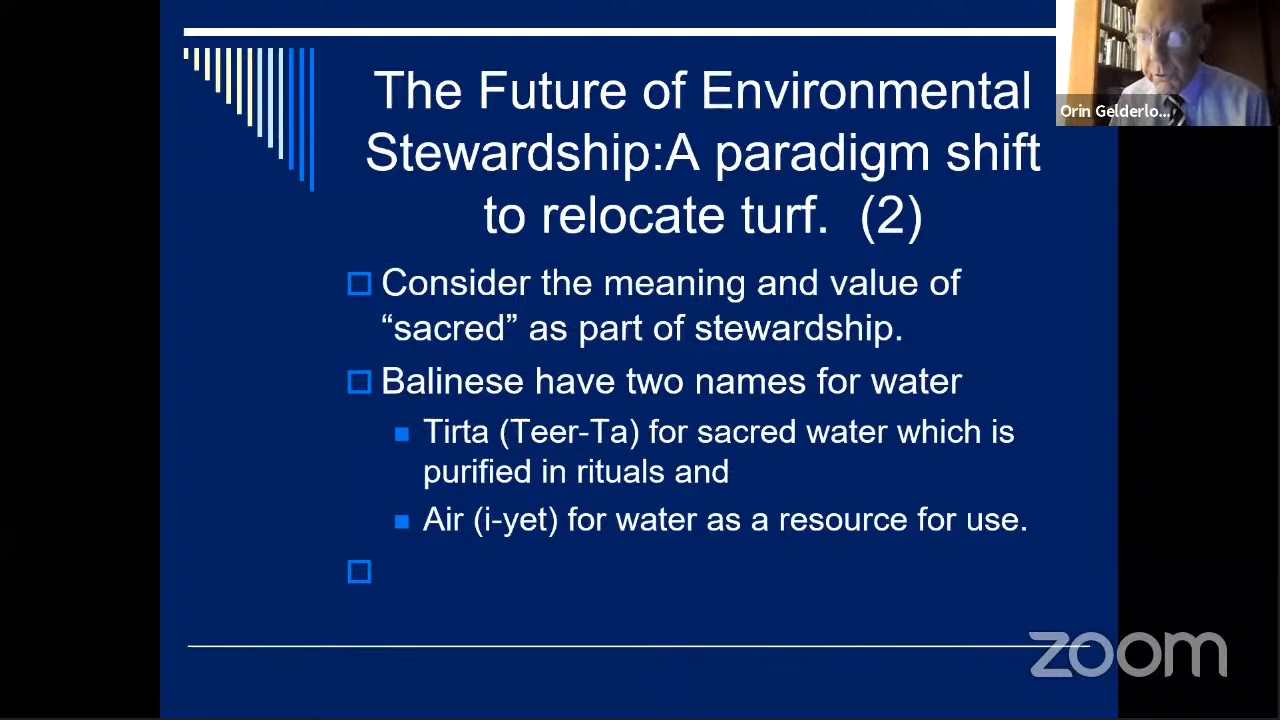 The Future of Environmental
Stewardship:A paradigm shift
to relocate turf. (2)
Consider the meaning and value of
“sacred” as part of stewardship.
Balinese have two names for water
Tirta (Teer-Ta) for sacred water which is
purified in rituals and
Air (i-yet) for water as a resource for use.
Orin Gelderlo...
zoom